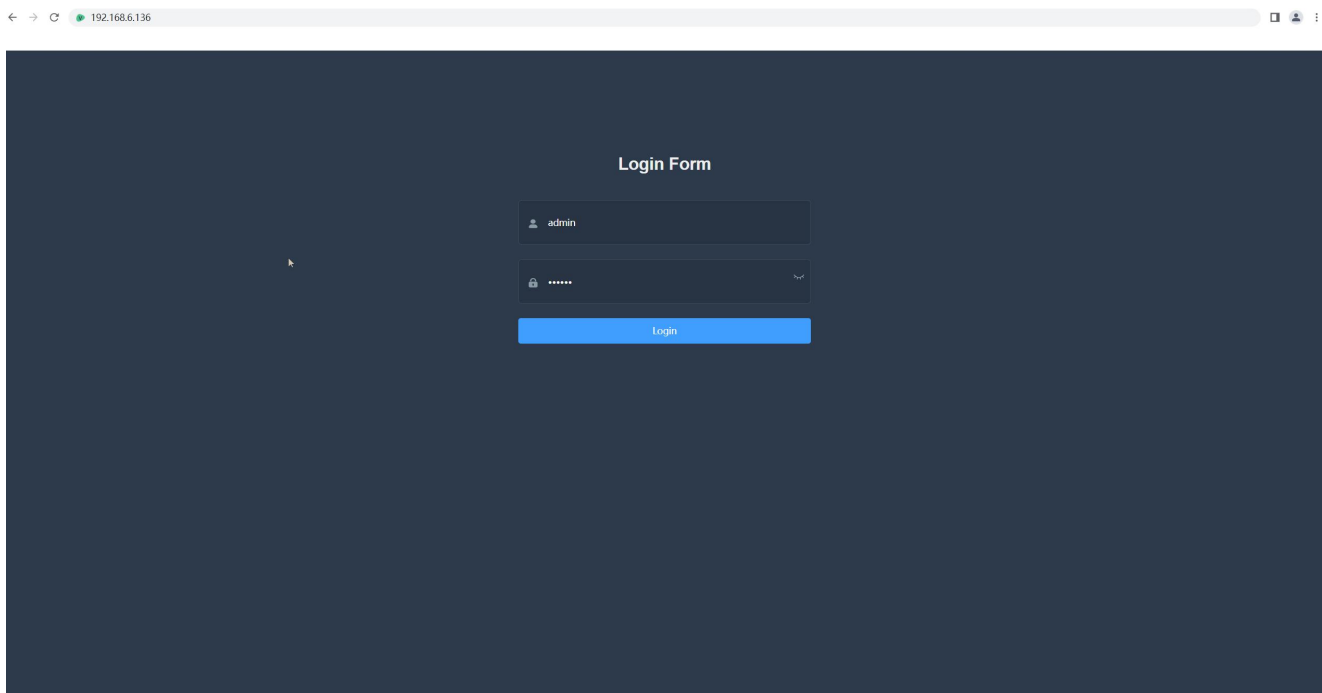 192.168.6.136
Login Form
admin
••••••
Login